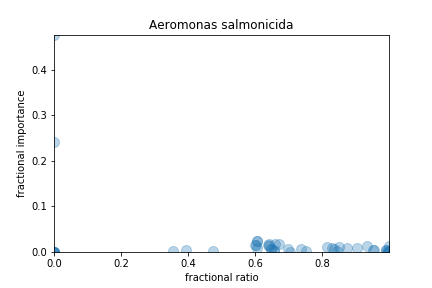 Aeromonas salmonicida
fractional importance
0.4
0.3
0.2
0.1
0.0
0.0 0.2 0.4 0.6 0.8
fractional ratio